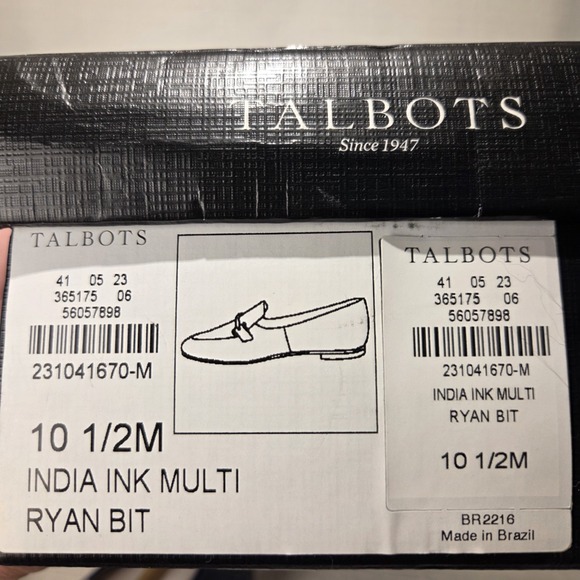 TALBOTS
Since 1947
TALBOTS
41 05 23
365175 06
56057898
231041670-M
10 1/2M
INDIA INK MULTI
RYAN BIT
TALBOTS
41 05 23
365175 06
56057898
231041670-M
INDIA INK MULTI
RYAN BIT
10 1/2M
BR2216
Made in Brazil